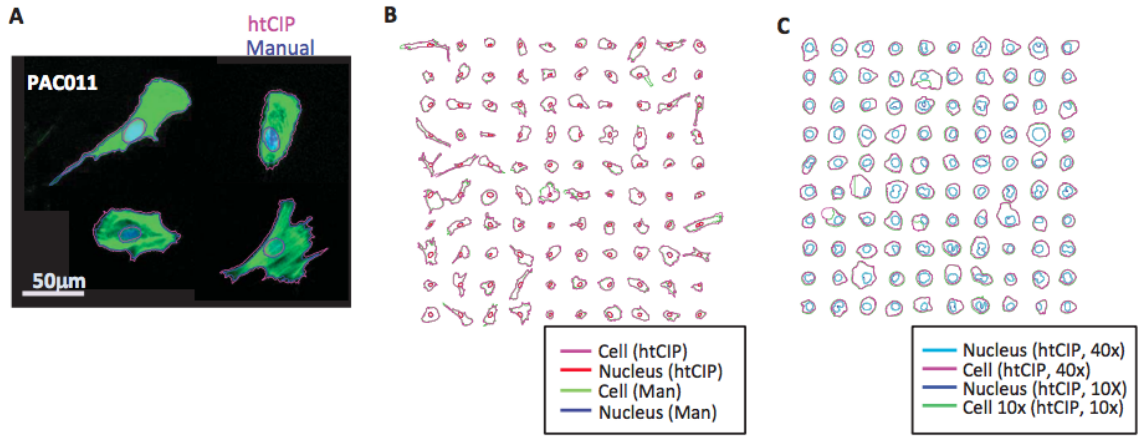 A
htCIP
Manual
PAC011
50µm
B
Cell (htCIP)
Nucleus (htCIP)
Cell (Man)
Nucleus (Man)
C
Nucleus (htCIP, 40x)
Cell (htCIP, 40x)
Nucleus (htCIP, 10X)
Cell 10x (htCIP, 10x)